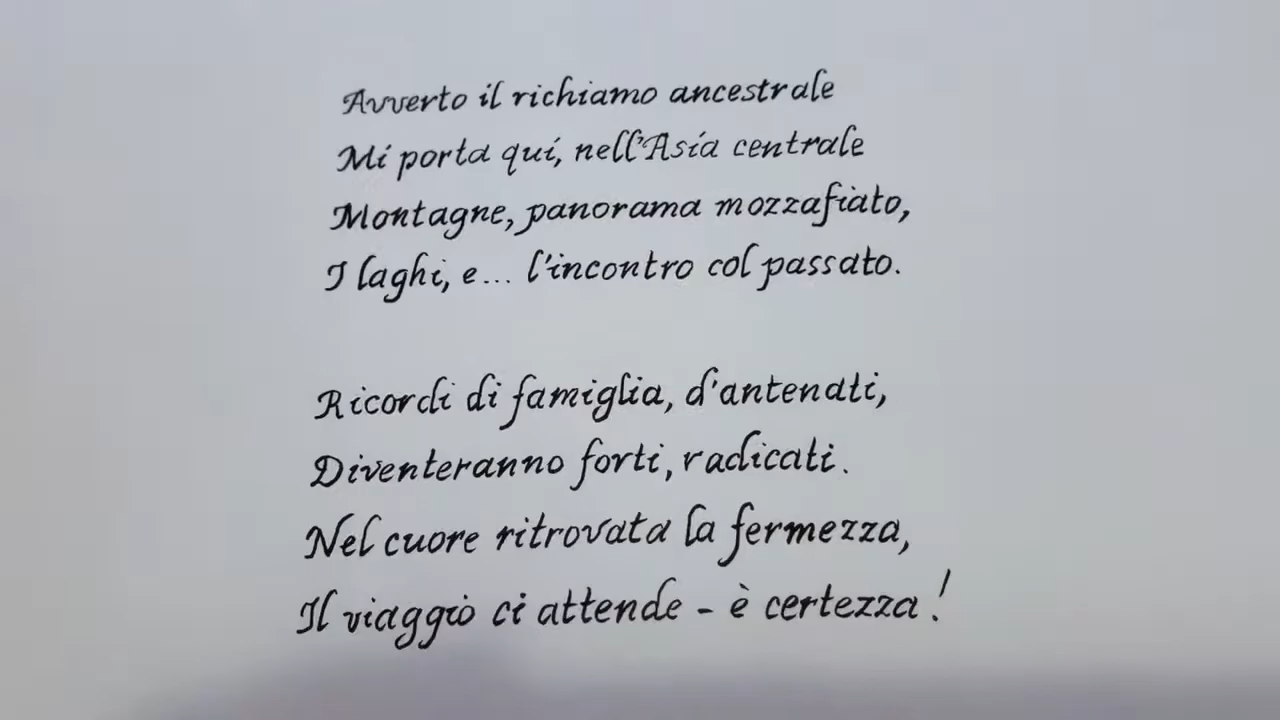 Avverto il richiamo ancestrale
Mi porta qui, nell'Asia centrale
Montagne, panorama mozzafiato,
I laghi, e... l'incontro col passato.
Ricordi di famiglia, d'antenati,
Diventeranno forti, radicati.
Nel cuore ritrovata la fermezza,
Il viaggio ci attende - è certezza!